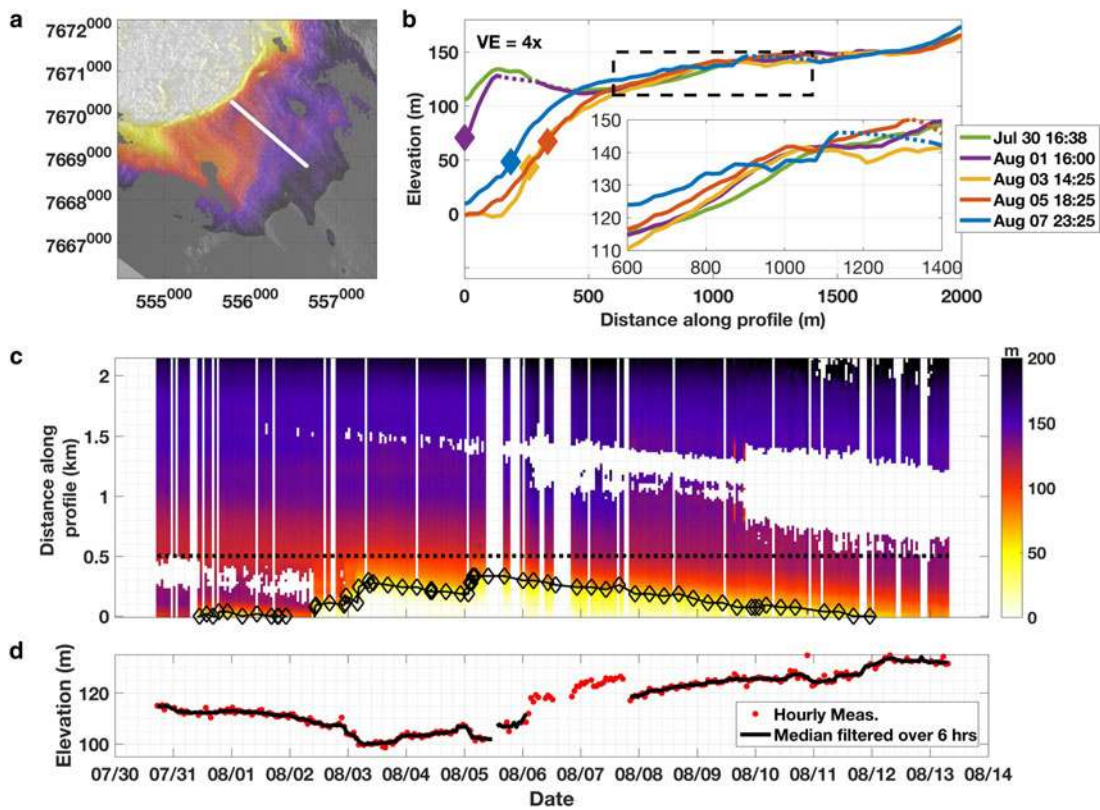 a
7672000
7671000
7670000
7669000
7668000
7667000
555000 556000 557000
b
VE = 4x
Elevation (m)
150
100
50
0
0 500 1000 1500 2000
Distance along profile (m)
150
140
130
120
110
600 800 1000 1200 1400
Jul 30 16:38
Aug 01 16:00
Aug 03 14:25
Aug 05 18:25
Aug 07 23:25
c
Distance along
profile (km)
2
1.5
1
0.5
0
m
200
150
100
50
0
d
Elevation (m)
120
100
Hourly Meas.
Median filtered over 6 hrs
07/30 07/31 08/01 08/02 08/03 08/04 08/05 08/06 08/07 08/08 08/09 08/10 08/11 08/12 08/13 08/14
Date